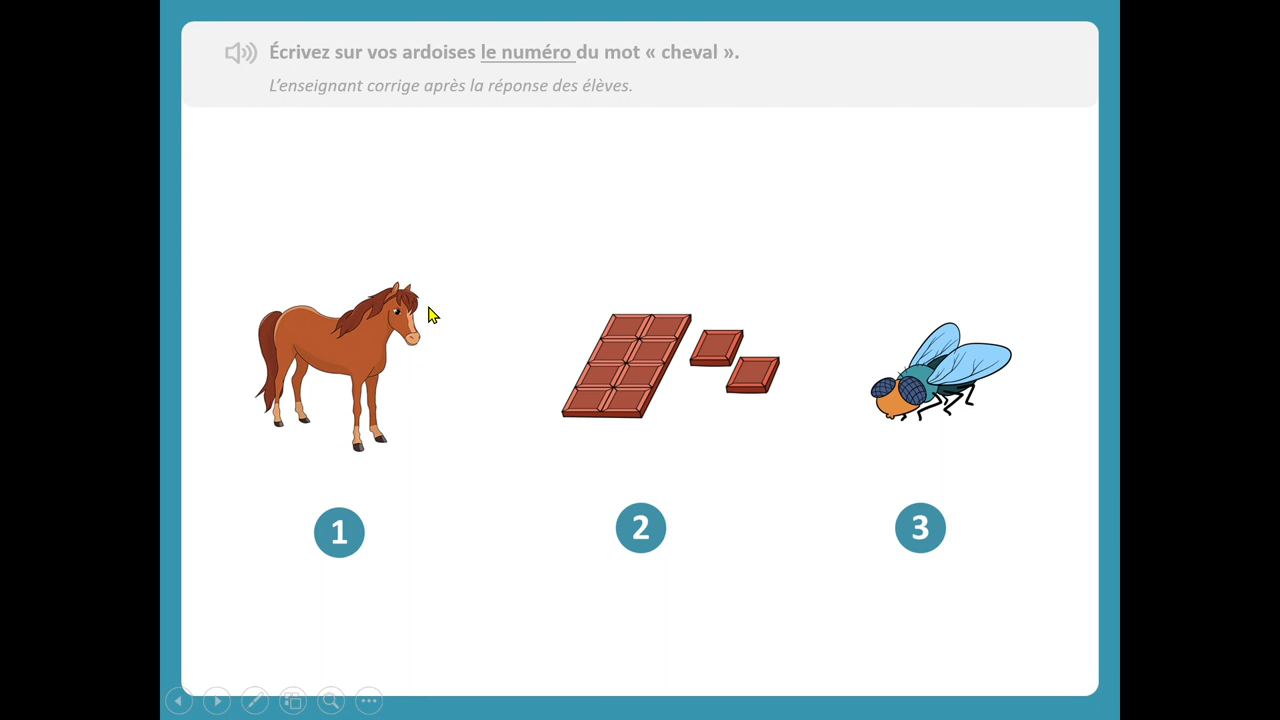 Écrivez sur vos ardoises le numéro du mot « cheval ».
L’enseignant corrige après la réponse des élèves.
1
2
3